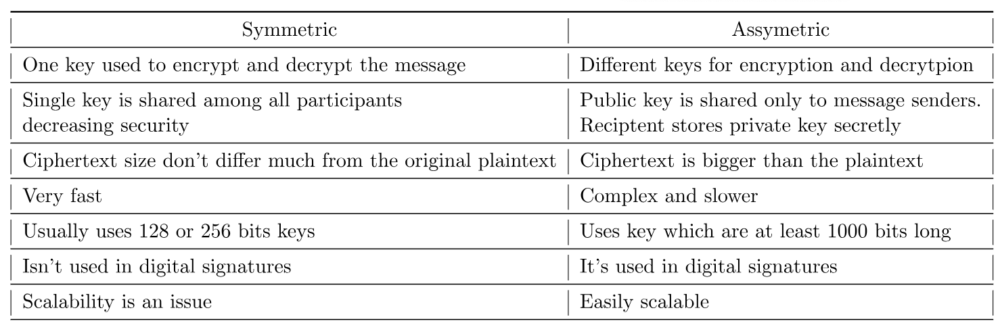 Symmetric
Assymetric
One key used to encrypt and decrypt the message
Different keys for encryption and decrytpion
Single key is shared among all participants
decreasing security
Public key is shared only to message senders.
Reciptent stores private key secretly
Ciphertext size don't differ much from the original plaintext
Ciphertext is bigger than the plaintext
Very fast
Complex and slower
Usually uses 128 or 256 bits keys
Uses key which are at least 1000 bits long
Isn't used in digital signatures
It's used in digital signatures
Scalability is an issue
Easily scalable